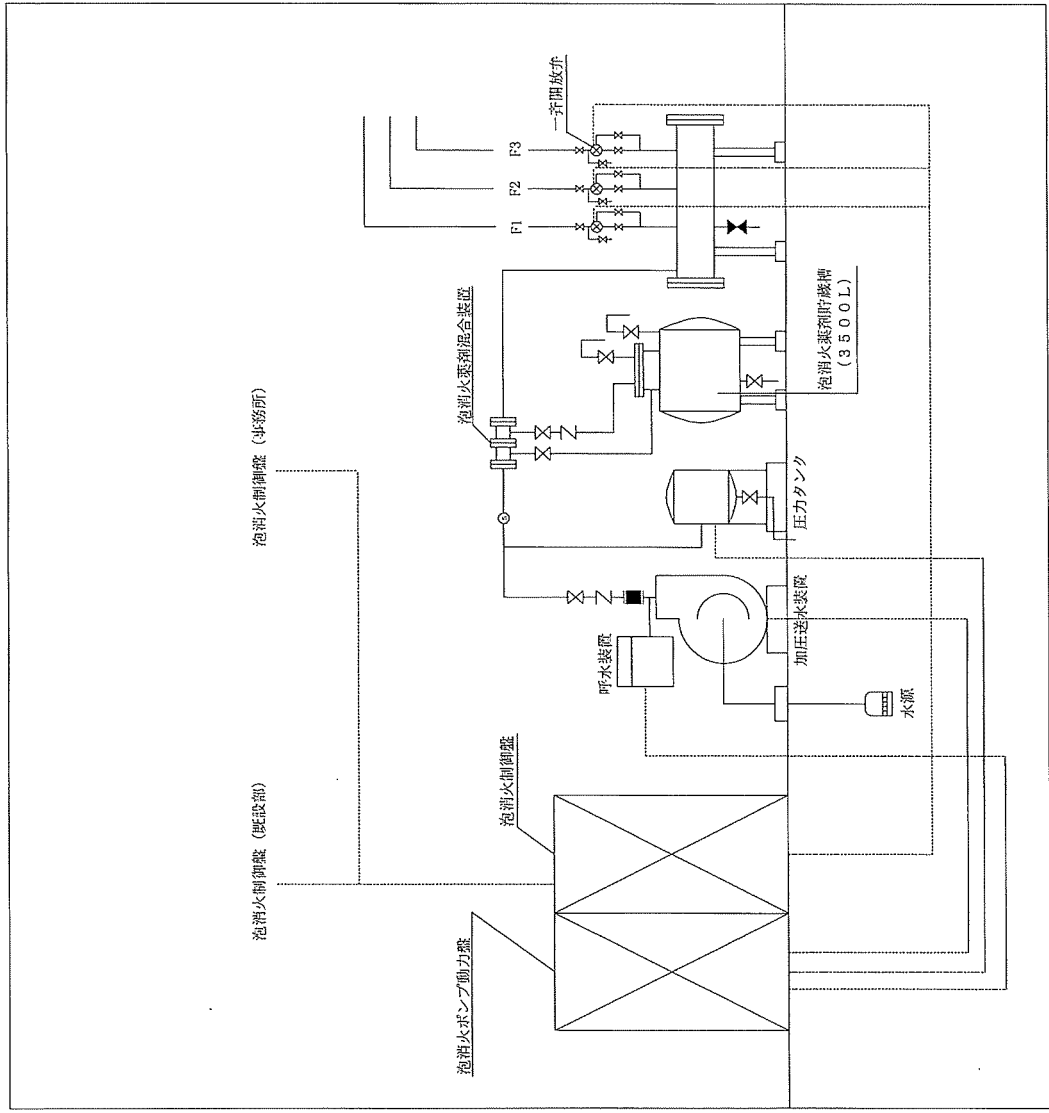 泡消火制御盤（既設部）
泡消火制御盤（事務所）
泡消火ポンプ動力盤
泡消火制御盤
呼水装置
加圧送水装置
水源
圧力タンク
泡消火薬剤混合装置
泡消火薬剤貯蔵槽
（３５００Ｌ）
F1
F2
F3
一斉開放弁
S